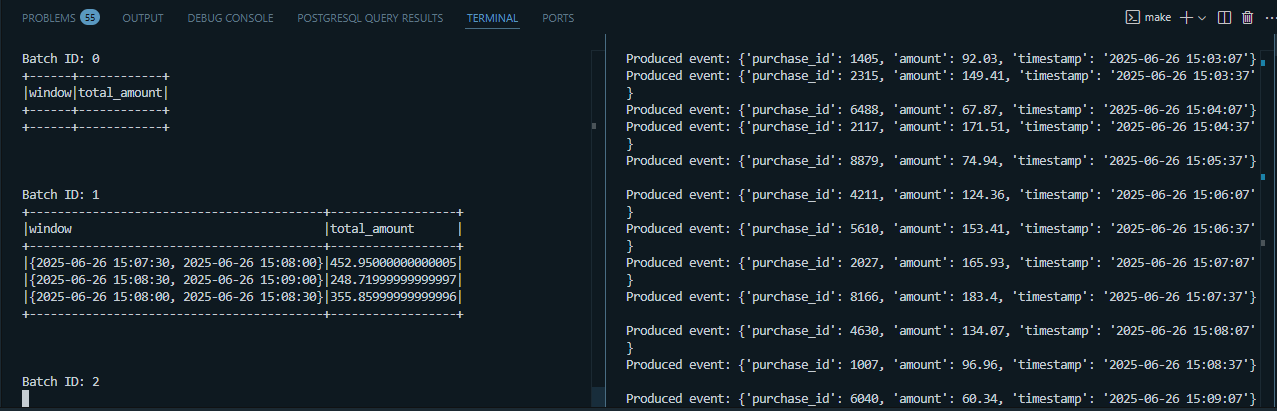 PROBLEMS 55 OUTPUT DEBUG CONSOLE POSTGRESQL QUERY RESULTS TERMINAL PORTS make
Batch ID: 0
+------+------------+
|window|total_amount|
+------+------------+
+------+------------+
Batch ID: 1
+------------------------------------------+------------------+
|window                                    |total_amount      |
+------------------------------------------+------------------+
|{2025-06-26 15:07:30, 2025-06-26 15:08:00}|452.95000000000005|
|{2025-06-26 15:08:30, 2025-06-26 15:09:00}|248.71999999999997|
|{2025-06-26 15:08:00, 2025-06-26 15:08:30}|355.85999999999996|
+------------------------------------------+------------------+
Batch ID: 2
Produced event: {'purchase_id': 1405, 'amount': 92.03, 'timestamp': '2025-06-26 15:03:07'}
Produced event: {'purchase_id': 2315, 'amount': 149.41, 'timestamp': '2025-06-26 15:03:37'
}
Produced event: {'purchase_id': 6488, 'amount': 67.87, 'timestamp': '2025-06-26 15:04:07'}
Produced event: {'purchase_id': 2117, 'amount': 171.51, 'timestamp': '2025-06-26 15:04:37'
}
Produced event: {'purchase_id': 8879, 'amount': 74.94, 'timestamp': '2025-06-26 15:05:37'}
Produced event: {'purchase_id': 4211, 'amount': 124.36, 'timestamp': '2025-06-26 15:06:07'
}
Produced event: {'purchase_id': 5610, 'amount': 153.41, 'timestamp': '2025-06-26 15:06:37'
}
Produced event: {'purchase_id': 2027, 'amount': 165.93, 'timestamp': '2025-06-26 15:07:07'
}
Produced event: {'purchase_id': 8166, 'amount': 183.4, 'timestamp': '2025-06-26 15:07:37'}
Produced event: {'purchase_id': 4630, 'amount': 134.07, 'timestamp': '2025-06-26 15:08:07'
}
Produced event: {'purchase_id': 1007, 'amount': 96.96, 'timestamp': '2025-06-26 15:08:37'}
Produced event: {'purchase_id': 6040, 'amount': 60.34, 'timestamp': '2025-06-26 15:09:07'}